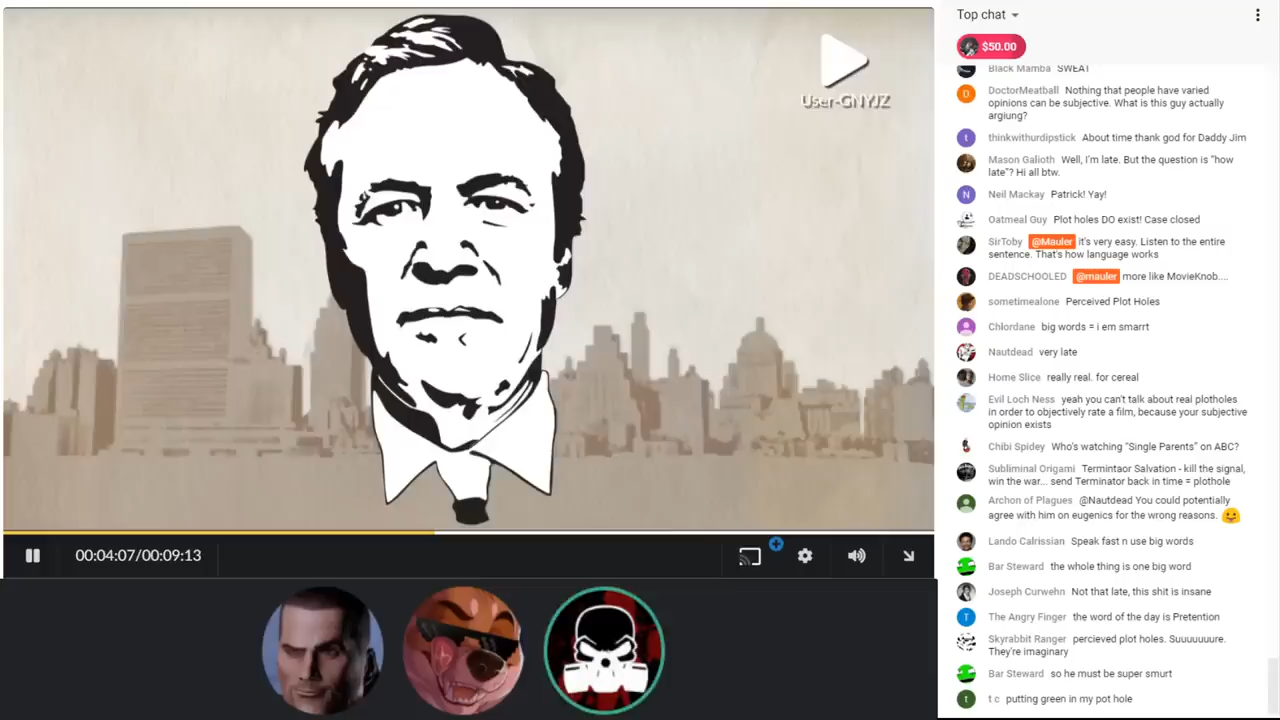 User-GNYJZ
00:04:07/00:09:13
Top chat
$50.00
Black Mamba SWEAT
D
DoctorMeatball Nothing that people have varied
opinions can be subjective. What is this guy actually
argiung?
t
thinkwithurdipstick About time thank god for Daddy Jim
Mason Galioth Well, I'm late. But the question is "how
late"? Hi all btw.
N
Neil Mackay Patrick! Yay!
Oatmeal Guy Plot holes DO exist! Case closed
SirToby @Mauler it's very easy. Listen to the entire
sentence. That's how language works
DEADSCHOOLED @mauler more like MovieKnob....
sometimealone Perceived Plot Holes
Chlordane big words = i em smarrt
Nautdead very late
Home Slice really real. for cereal
Evil Loch Ness yeah you can't talk about real plotholes
in order to objectively rate a film, because your subjective
opinion exists
Chibi Spidey Who's watching "Single Parents" on ABC?
Subliminal Origami Termintaor Salvation - kill the signal,
win the war... send Terminator back in time = plothole
Archon of Plagues @Nautdead You could potentially
agree with him on eugenics for the wrong reasons.
Lando Calrissian Speak fast n use big words
Bar Steward the whole thing is one big word
Joseph Curwehn Not that late, this shit is insane
T
The Angry Finger the word of the day is Pretention
Skyrabbit Ranger percieved plot holes. Suuuuuuure.
They're imaginary
Bar Steward so he must be super smurt
t
t c putting green in my pot hole